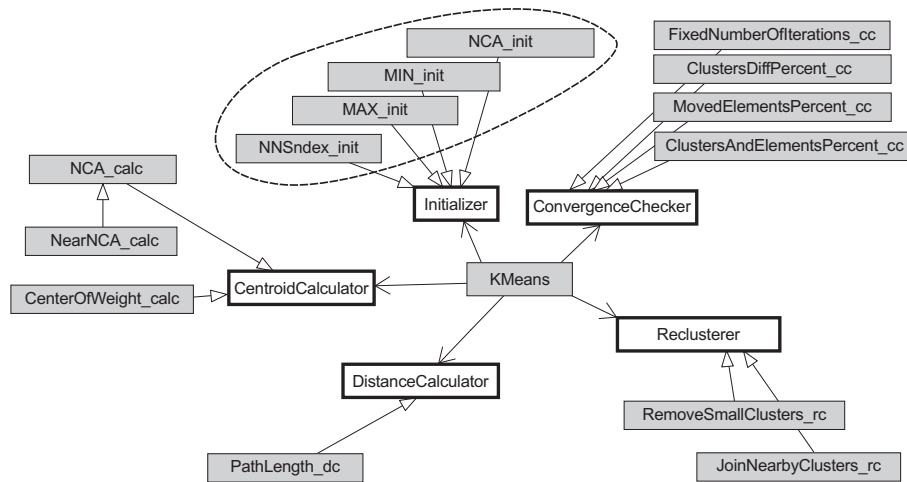 NCA_init
FixedNumberOfIterations_cc
MIN_init
ClustersDiffPercent_cc
MAX_init
MovedElementsPercent_cc
NNSndex_init
ClustersAndElementsPercent_cc
NCA_calc
Initializer
ConvergenceChecker
NearNCA_calc
CentroidCalculator
KMeans
CenterOfWeight_calc
Reclusterer
DistanceCalculator
RemoveSmallClusters_rc
PathLength_dc
JoinNearbyClusters_rc